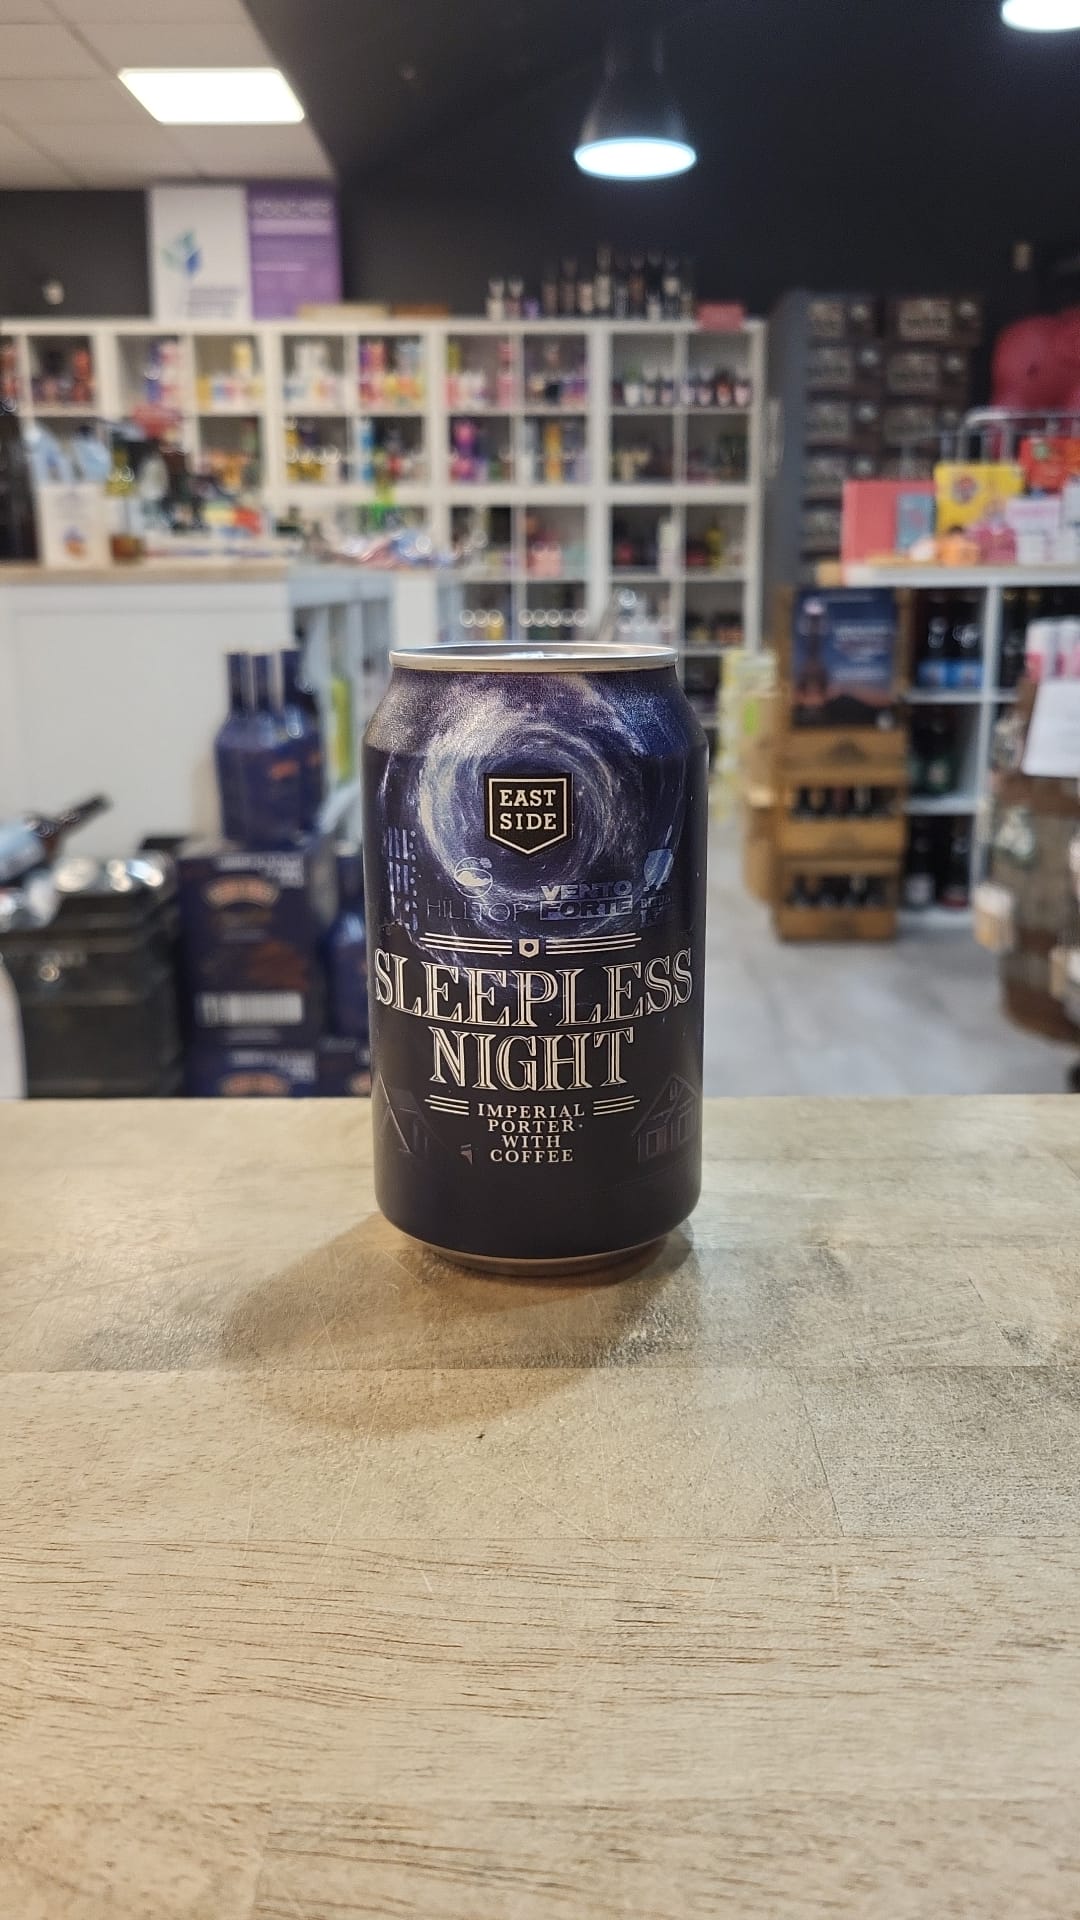 EAST
SIDE
HILLTOP
VENTO
FORTE
SLEEPLESS
NIGHT
IMPERIAL
PORTER
WITH
COFFEE